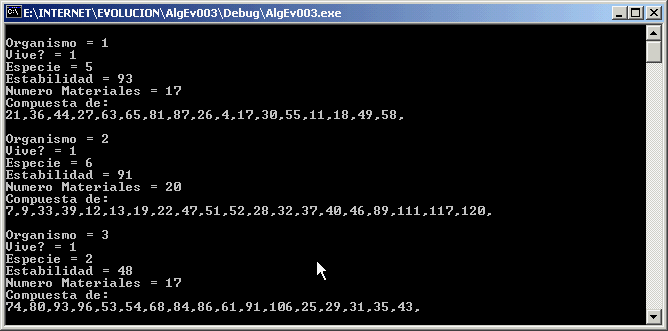 E:\INTERNET\EVOLUCION\AlgEv003\Debug\AlgEv003.exe
Organismo = 1
Vive? = 1
Especie = 5
Estabilidad = 93
Numero Materiales = 17
Compuesta de:
21,36,44,27,63,65,81,87,26,4,17,30,55,11,18,49,58,
Organismo = 2
Vive? = 1
Especie = 6
Estabilidad = 91
Numero Materiales = 20
Compuesta de:
7,9,33,39,12,13,19,22,47,51,52,28,32,37,40,46,89,111,117,120,
Organismo = 3
Vive? = 1
Especie = 2
Estabilidad = 48
Numero Materiales = 17
Compuesta de:
74,80,93,96,53,54,68,84,86,61,91,106,25,29,31,35,43,